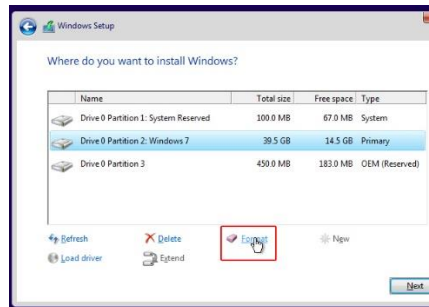 Windows Setup
Where do you want to install Windows?
Name Total size Free space Type
Drive 0 Partition 1: System Reserved 100.0 MB 67.0 MB System
Drive 0 Partition 2: Windows 7 39.5 GB 14.5 GB Primary
Drive 0 Partition 3 450.0 MB 183.0 MB OEM (Reserved)
Refresh Delete Format New
Load driver Extend
Next